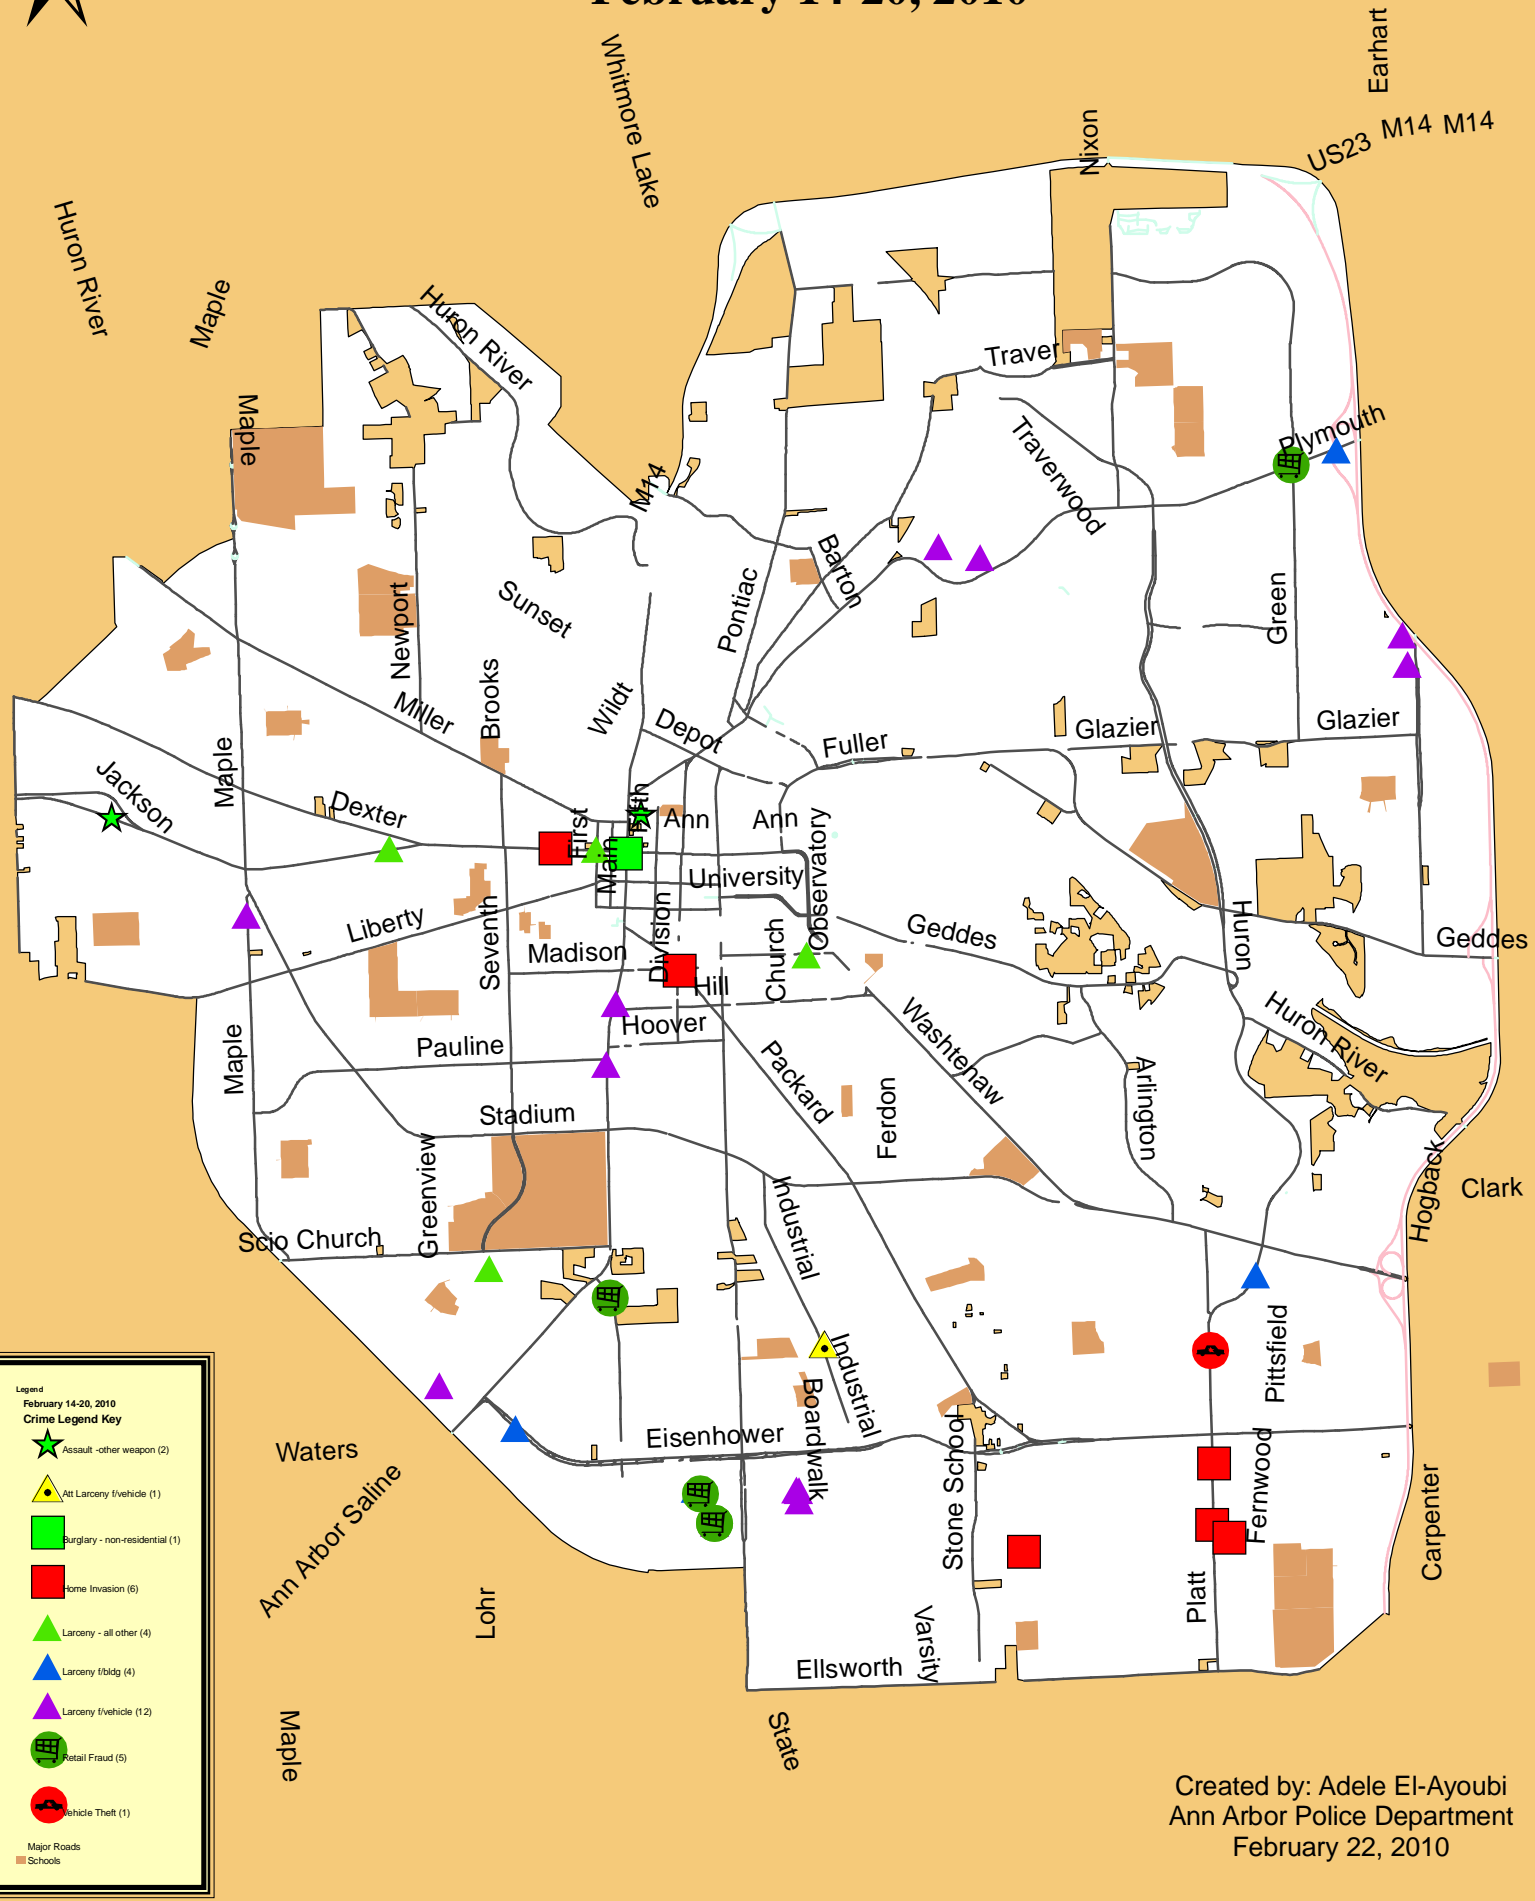 February 14-20, 2010
Earhart
Whitmore Lake
M14
M14
US23
Nixon
Huron River
Maple
Huron River
Traver
Maple
Plymouth
Traverwood
M14
Barton
Pontiac
Sunset
Newport
Green
Brooks
Wildt
Miller
Depot
Fuller
Glazier
Glazier
Maple
Jackson
Dexter
First
Fifth
Ann
Ann
Observatory
Main
University
Liberty
Seventh
Madison
Division
Church
Geddes
Huron
Geddes
Hill
Hoover
Pauline
Maple
Packard
Washtenaw
Huron River
Ferdon
Arlington
Stadium
Greenview
Scio Church
Industrial
Hogback
Clark
Industrial
Pittsfield
Boardwalk
Eisenhower
Stone School
Fernwood
Carpenter
Waters
Ann Arbor Saline
Lohr
Platt
Varsity
Ellsworth
Maple
State
Legend
February 14-20, 2010
Crime Legend Key
Assault -other weapon (2)
Att Larceny f/vehicle (1)
Burglary - non-residential (1)
Home Invasion (6)
Larceny - all other (4)
Larceny f/bldg (4)
Larceny f/vehicle (12)
Retail Fraud (5)
Vehicle Theft (1)
Major Roads
Schools
Created by: Adele El-Ayoubi
Ann Arbor Police Department
February 22, 2010